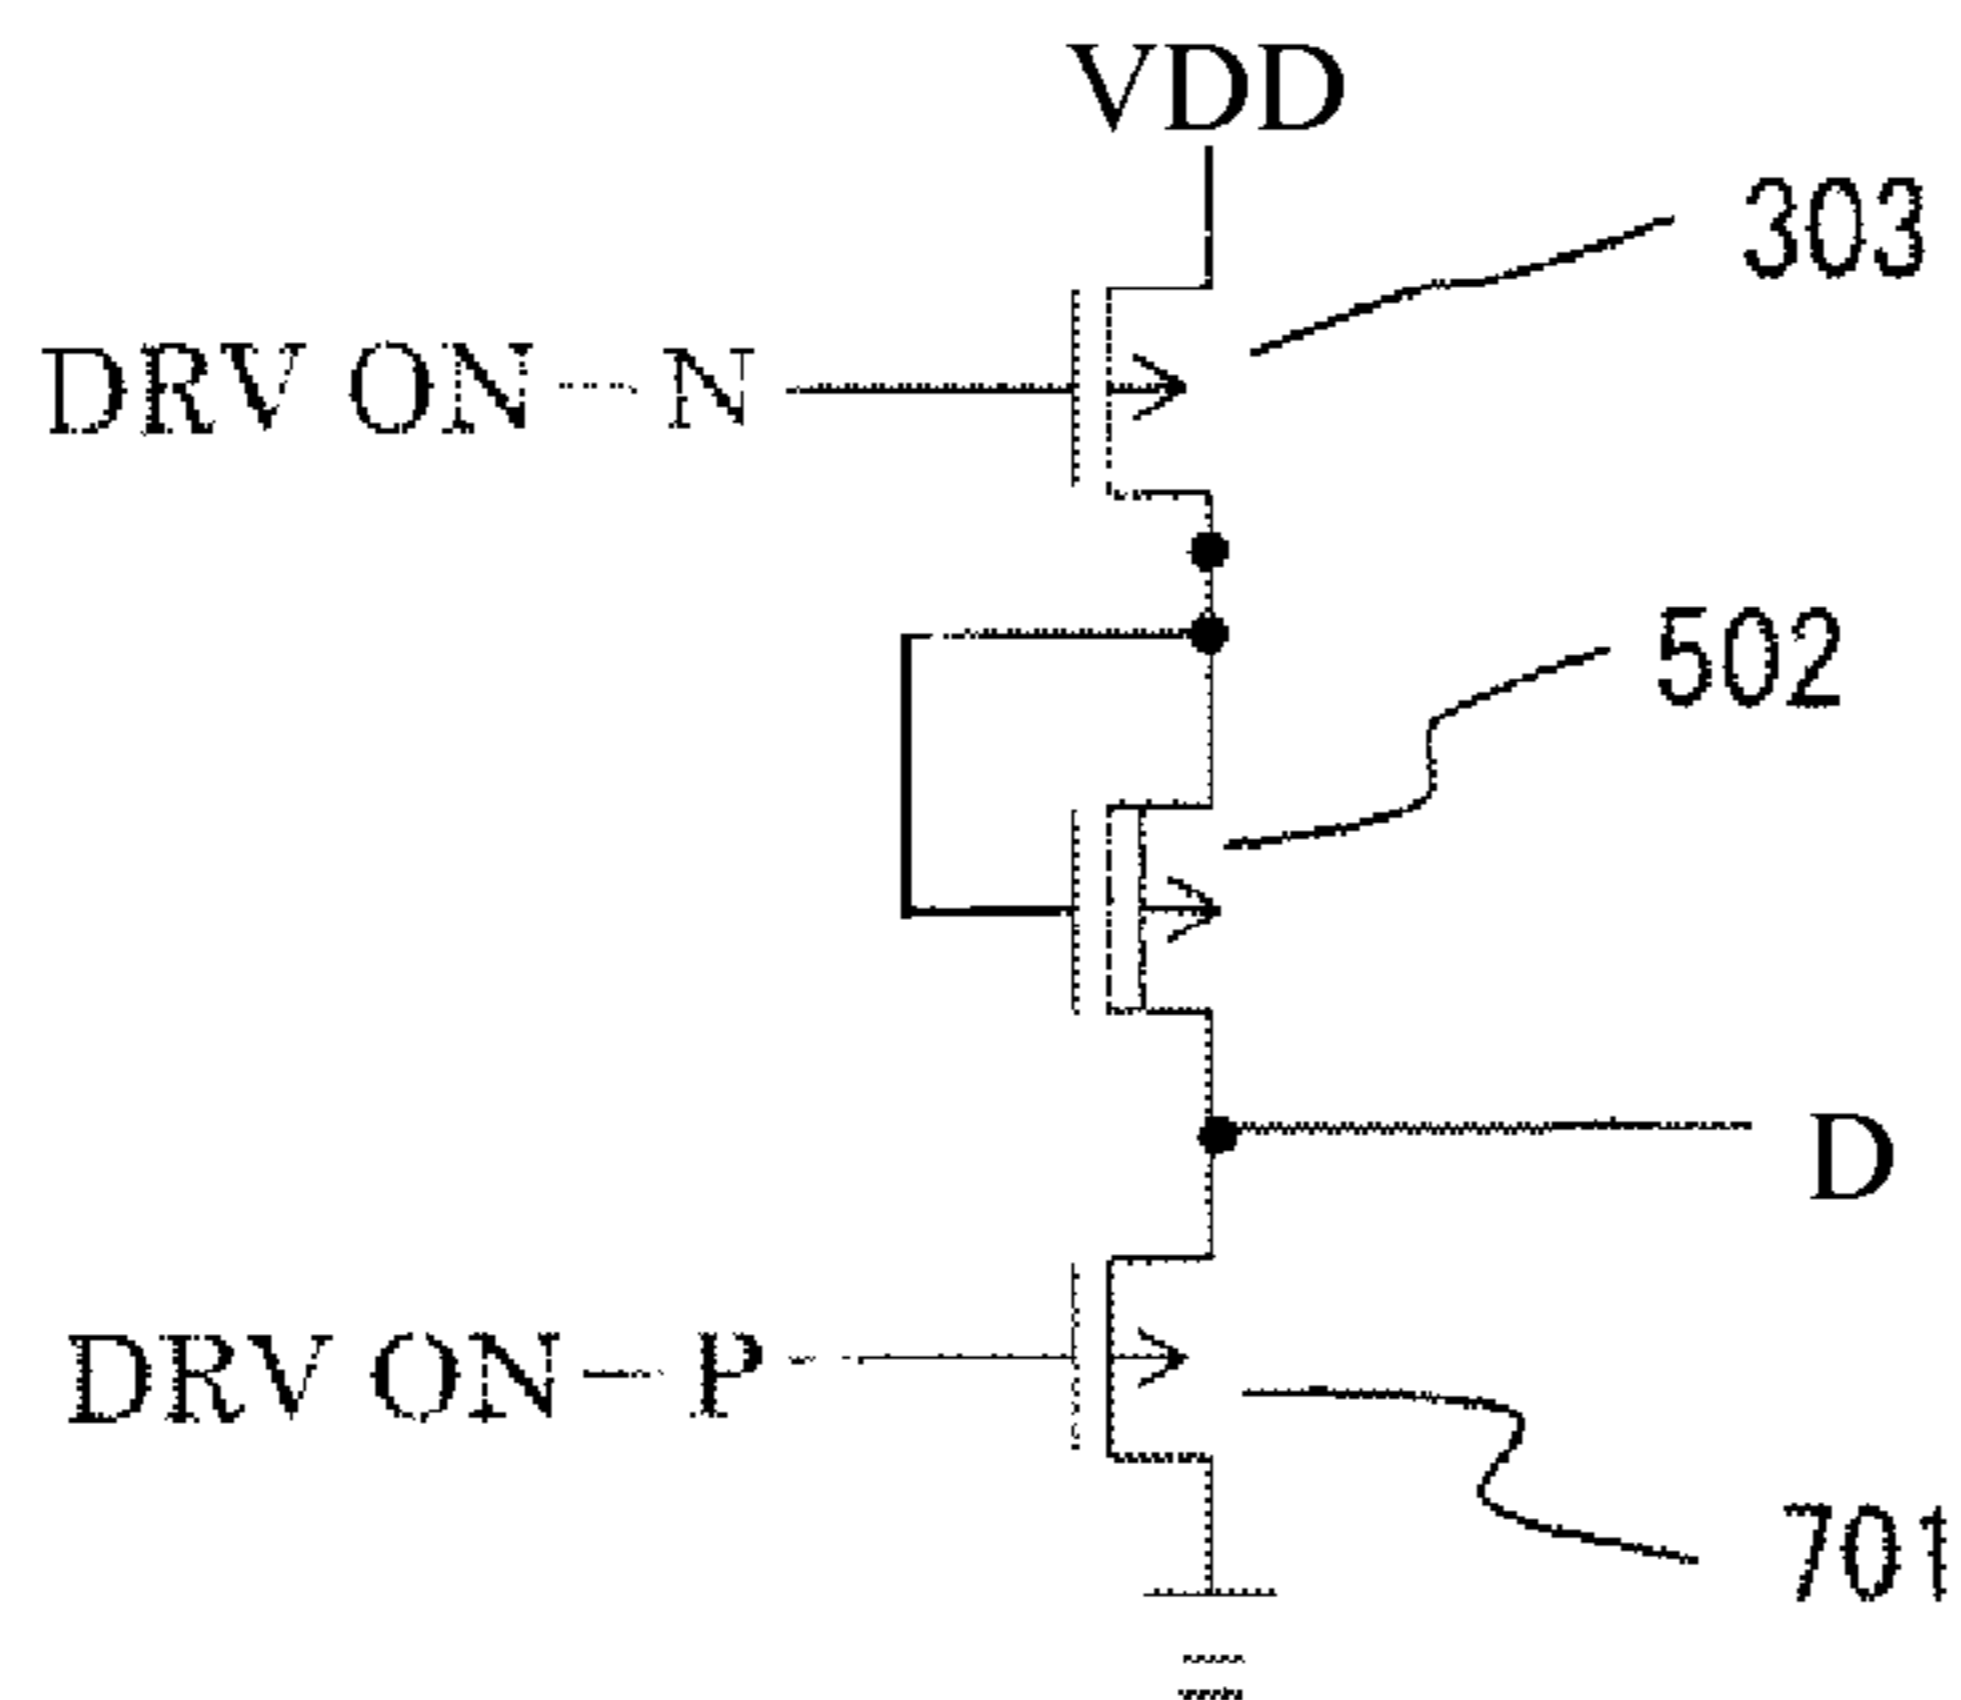 VDD
303
DRV ON — N
502
D
DRV ON — P
701